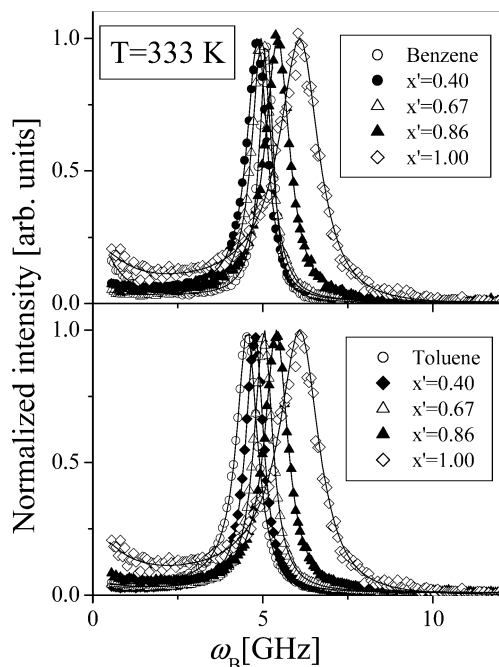 T=333 K
1.0
0.5
0.0
Benzene
x'=0.40
x'=0.67
x'=0.86
x'=1.00
Normalized intensity [arb. units]
1.0
0.5
0.0
Toluene
x'=0.40
x'=0.67
x'=0.86
x'=1.00
0
5
10
ω_B[GHz]